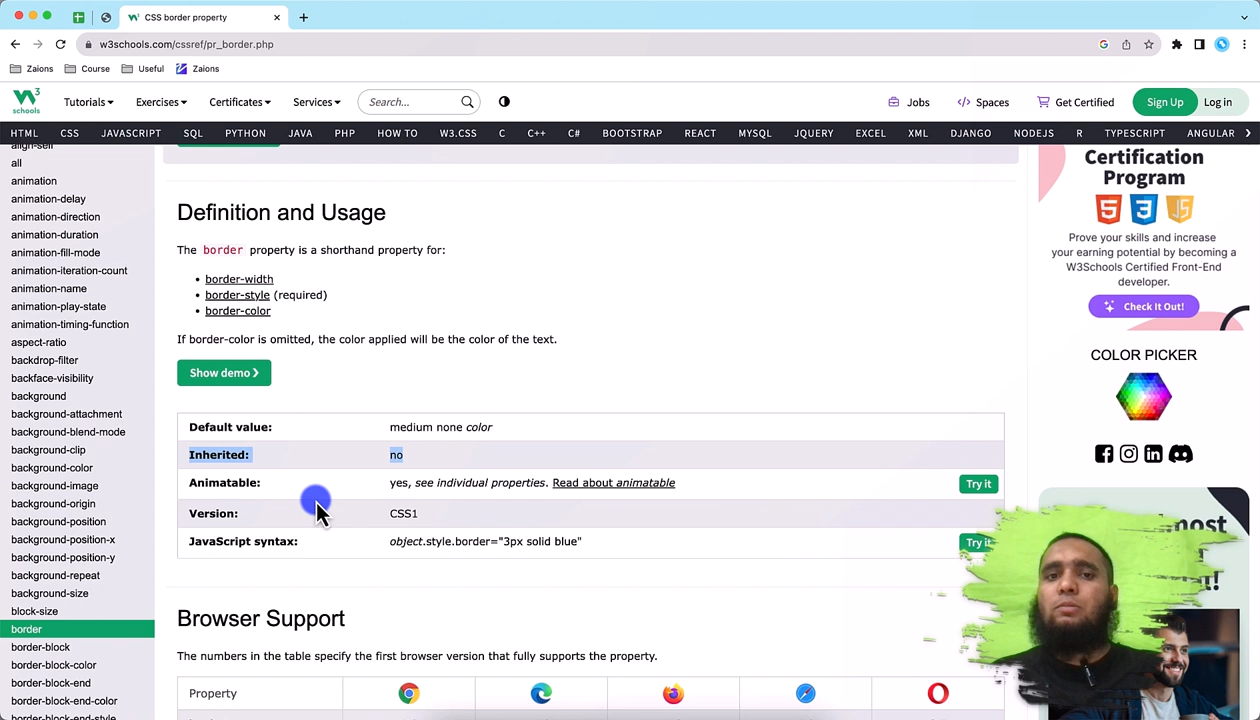 CSS border property
w3schools.com/cssref/pr_border.php
Zaions
Course
Useful
Zaions
W3
schools
Tutorials
Exercises
Certificates
Services
Search...
Jobs
Spaces
Get Certified
Sign Up
Log in
HTML CSS JAVASCRIPT SQL PYTHON JAVA PHP HOW TO W3.CSS C C++ C# BOOTSTRAP REACT MYSQL JQUERY EXCEL XML DJANGO NODEJS R TYPESCRIPT ANGULAR
align-self
all
animation
animation-delay
animation-direction
animation-duration
animation-fill-mode
animation-iteration-count
animation-name
animation-play-state
animation-timing-function
aspect-ratio
backdrop-filter
backface-visibility
background
background-attachment
background-blend-mode
background-clip
background-color
background-image
background-origin
background-position
background-position-x
background-position-y
background-repeat
background-size
block-size
border
border-block
border-block-color
border-block-end
border-block-end-color
border-block-end-style
Definition and Usage
The border property is a shorthand property for:
• border-width
• border-style (required)
• border-color
If border-color is omitted, the color applied will be the color of the text.
Show demo ❯
Default value: medium none color
Inherited: no
Animatable: yes, see individual properties. Read about animatable Try it
Version: CSS1
JavaScript syntax: object.style.border="3px solid blue" Try it
Browser Support
The numbers in the table specify the first browser version that fully supports the property.
Property
Certification
Program
5 3 JS
Prove your skills and increase
your earning potential by becoming a
W3Schools Certified Front-End
developer.
Check It Out!
COLOR PICKER